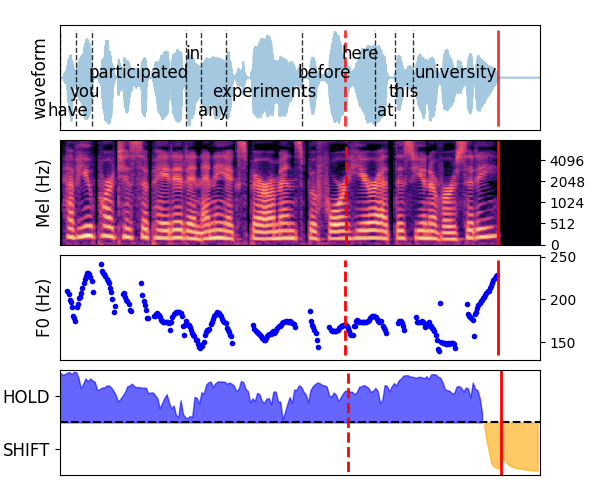 waveform
in
here
participated
before
university
you
experiments
this
have
any
at
Mel (Hz)
4096
2048
1024
512
0
F0 (Hz)
250
200
150
HOLD
SHIFT